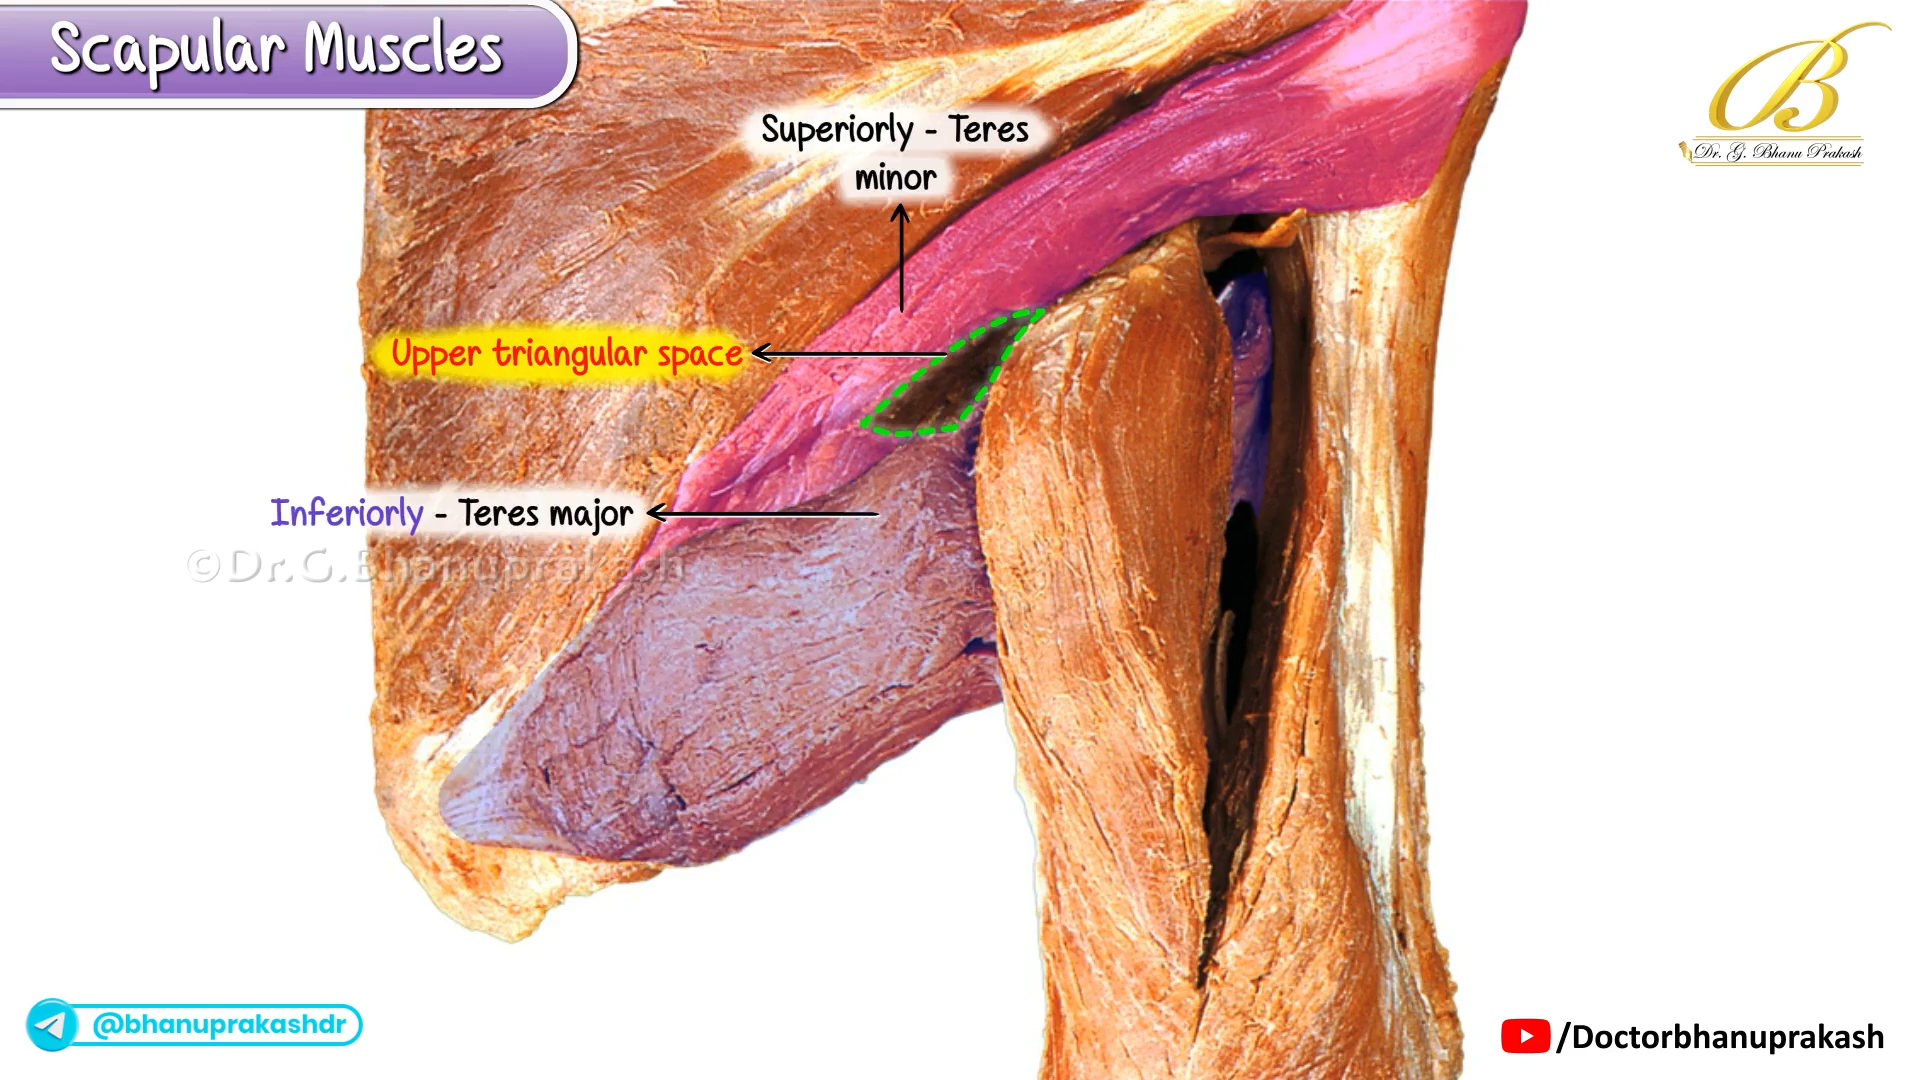 Scapular Muscles
Dr. G. Bhanu Prakash
Superiorly - Teres
minor
Upper triangular space
Inferiorly - Teres major
©Dr.G.Bhanuprakash
@bhanuprakashdr
/Doctorbhanuprakash